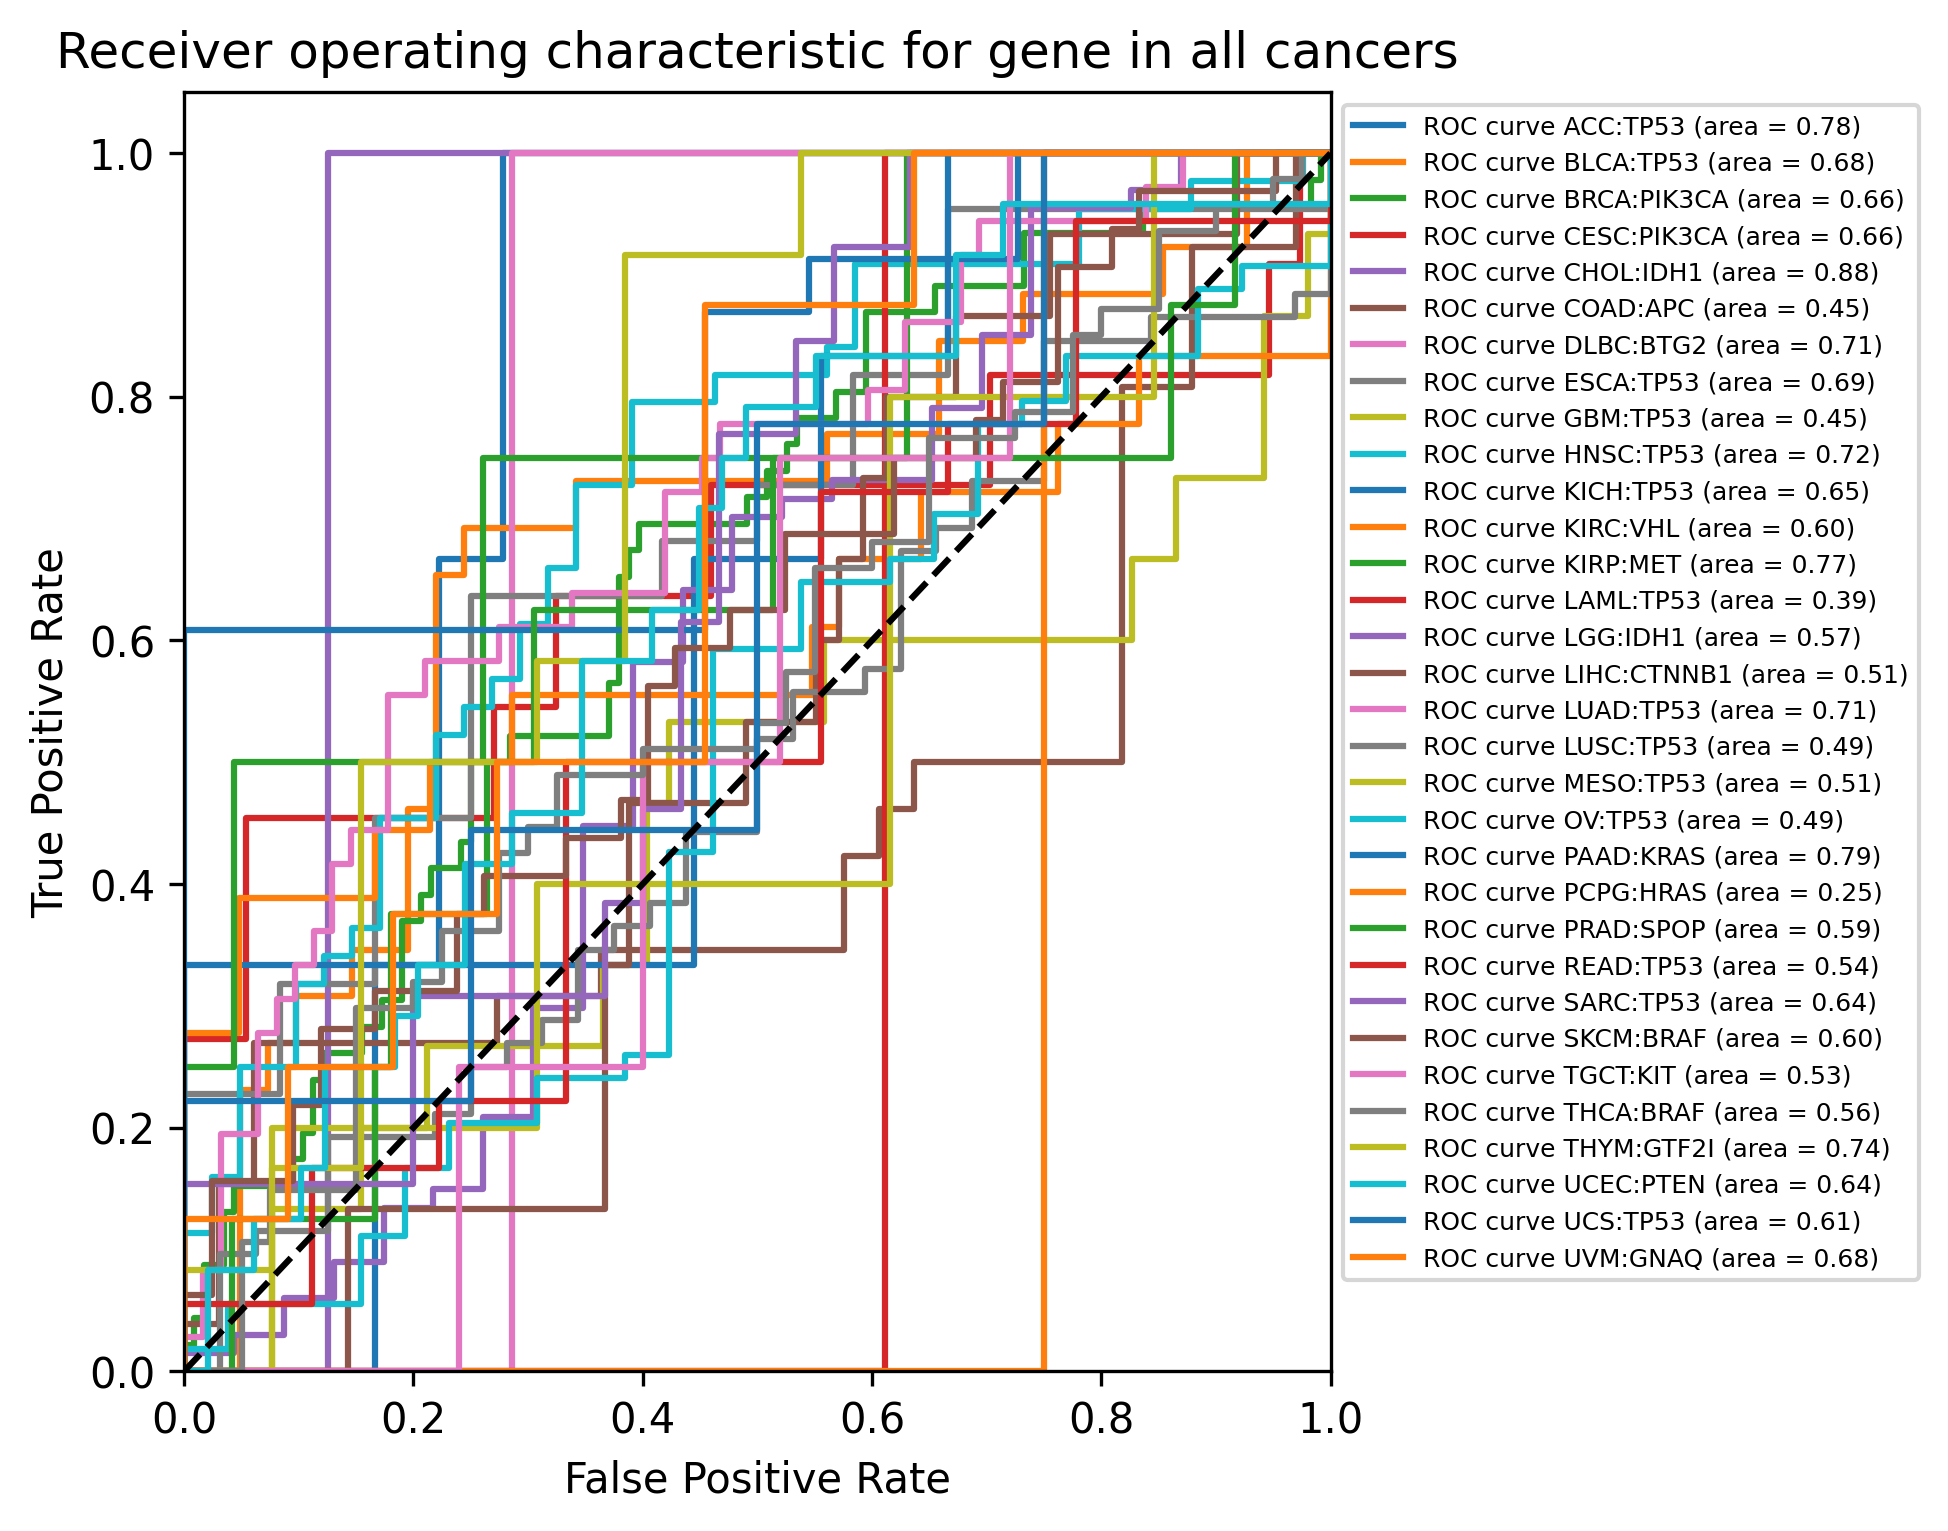 Receiver operating characteristic for gene in all cancers
True Positive Rate
1.0
0.8
0.6
0.4
0.2
0.0
0.0 0.2 0.4 0.6 0.8 1.0
False Positive Rate
ROC curve ACC:TP53 (area = 0.78)
ROC curve BLCA:TP53 (area = 0.68)
ROC curve BRCA:PIK3CA (area = 0.66)
ROC curve CESC:PIK3CA (area = 0.66)
ROC curve CHOL:IDH1 (area = 0.88)
ROC curve COAD:APC (area = 0.45)
ROC curve DLBC:BTG2 (area = 0.71)
ROC curve ESCA:TP53 (area = 0.69)
ROC curve GBM:TP53 (area = 0.45)
ROC curve HNSC:TP53 (area = 0.72)
ROC curve KICH:TP53 (area = 0.65)
ROC curve KIRC:VHL (area = 0.60)
ROC curve KIRP:MET (area = 0.77)
ROC curve LAML:TP53 (area = 0.39)
ROC curve LGG:IDH1 (area = 0.57)
ROC curve LIHC:CTNNB1 (area = 0.51)
ROC curve LUAD:TP53 (area = 0.71)
ROC curve LUSC:TP53 (area = 0.49)
ROC curve MESO:TP53 (area = 0.51)
ROC curve OV:TP53 (area = 0.49)
ROC curve PAAD:KRAS (area = 0.79)
ROC curve PCPG:HRAS (area = 0.25)
ROC curve PRAD:SPOP (area = 0.59)
ROC curve READ:TP53 (area = 0.54)
ROC curve SARC:TP53 (area = 0.64)
ROC curve SKCM:BRAF (area = 0.60)
ROC curve TGCT:KIT (area = 0.53)
ROC curve THCA:BRAF (area = 0.56)
ROC curve THYM:GTF2I (area = 0.74)
ROC curve UCEC:PTEN (area = 0.64)
ROC curve UCS:TP53 (area = 0.61)
ROC curve UVM:GNAQ (area = 0.68)